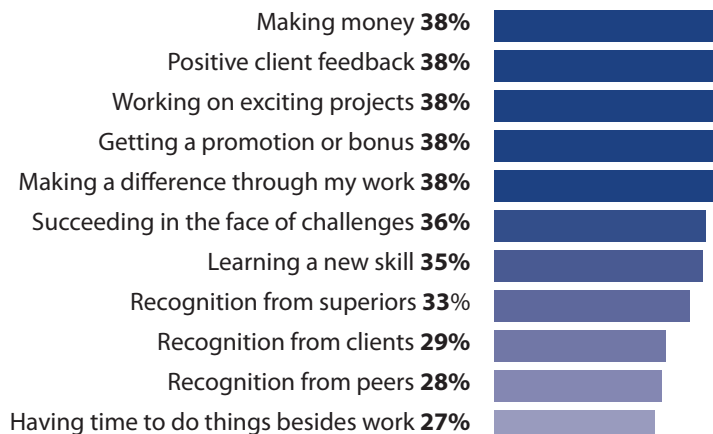 Making money 38%
Positive client feedback 38%
Working on exciting projects 38%
Getting a promotion or bonus 38%
Making a difference through my work 38%
Succeeding in the face of challenges 36%
Learning a new skill 35%
Recognition from superiors 33%
Recognition from clients 29%
Recognition from peers 28%
Having time to do things besides work 27%